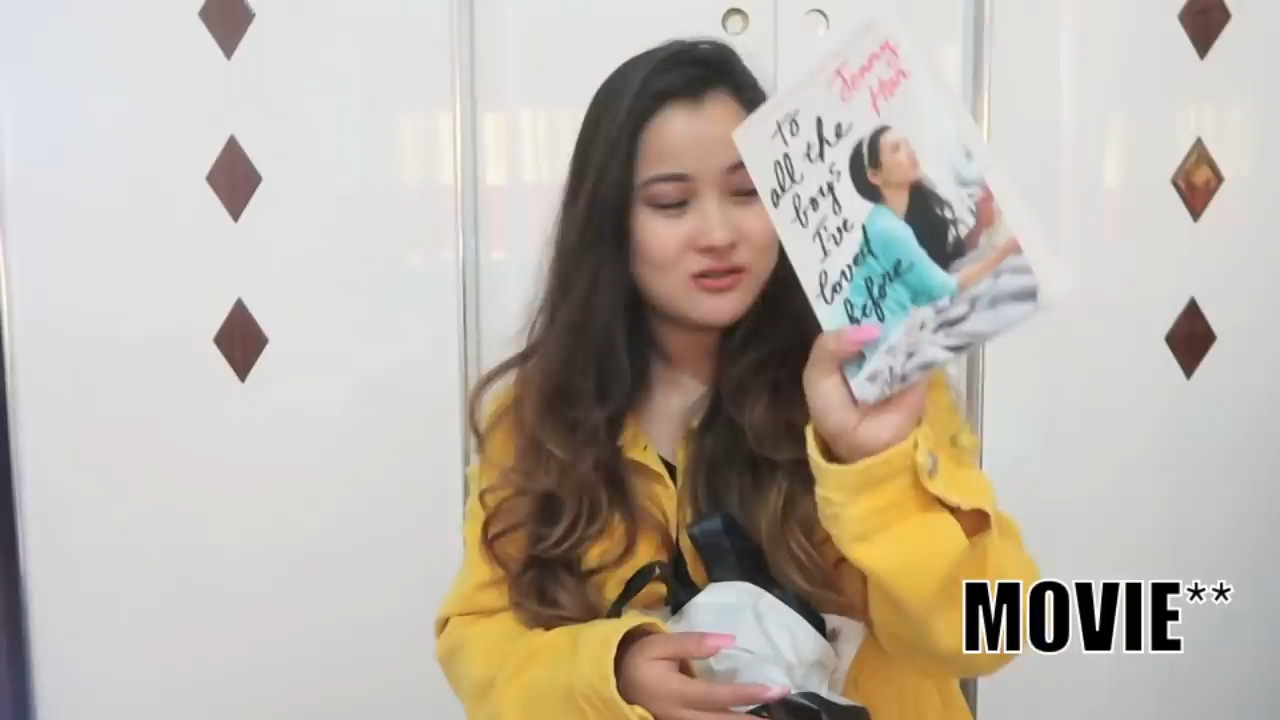 Jenny
Han
to
all the
boys
I've
loved
before
MOVIE**